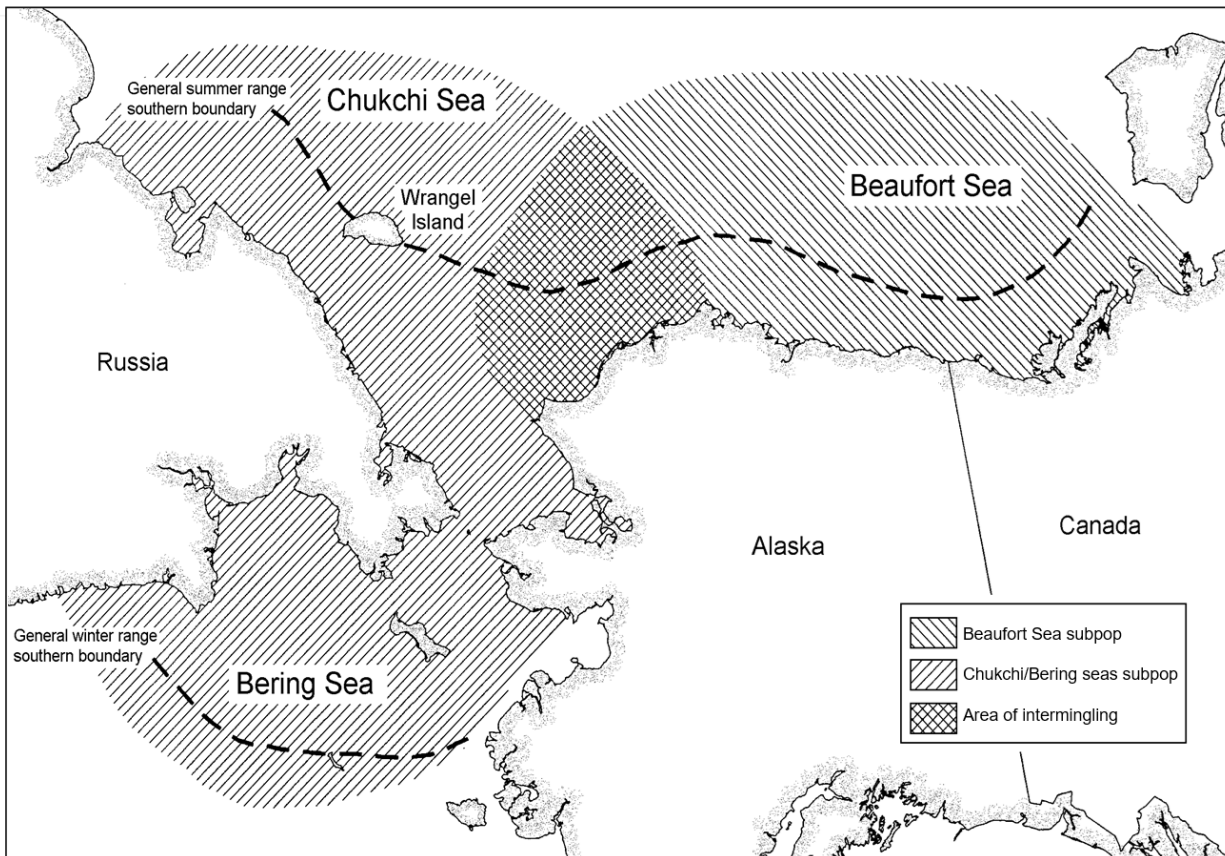 General summer range
southern boundary
Chukchi Sea
Wrangel
Island
Beaufort Sea
Russia
Alaska
Canada
General winter range
southern boundary
Bering Sea
Beaufort Sea subpop
Chukchi/Bering seas subpop
Area of intermingling